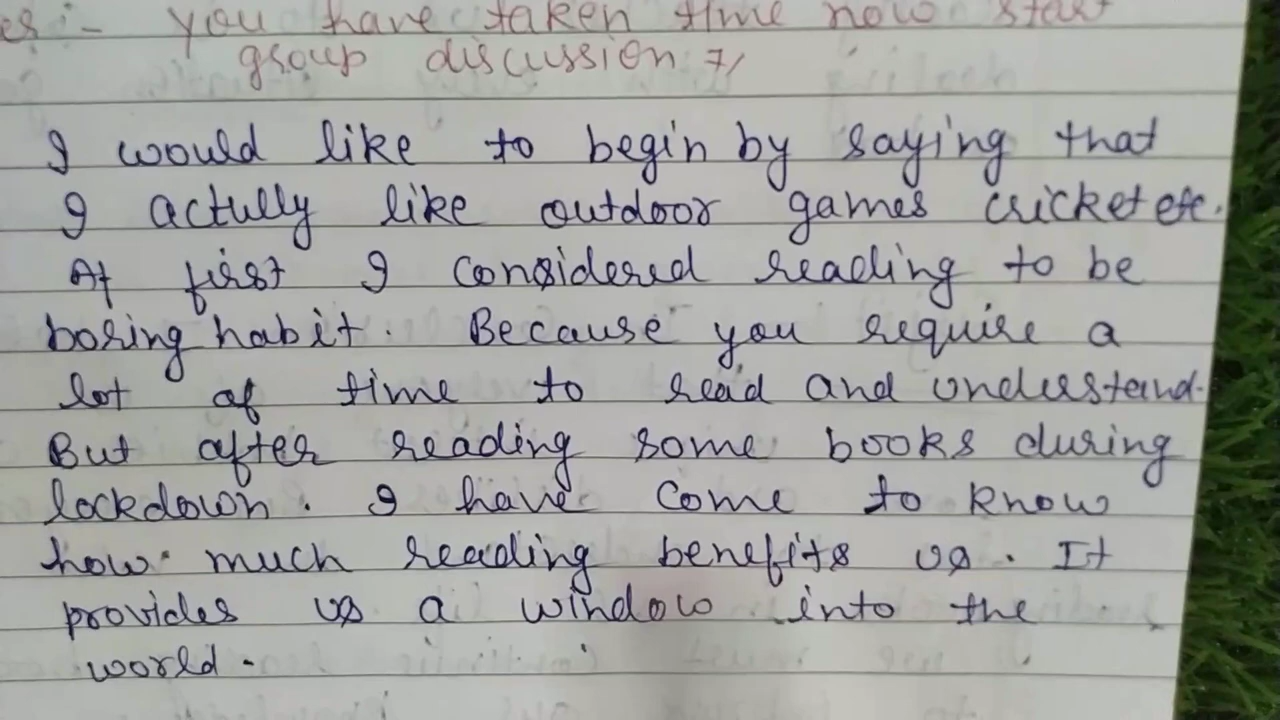 es:- you have taken time now start
group discussion 7/
I would like to begin by saying that
I actully like outdoor games cricket etc.
At first I considered reading to be
boring habit. Because you require a
lot of time to read and understand.
But after reading some books during
lockdown. I have come to know
how much reading benefits us. It
provides us a window into the
world.